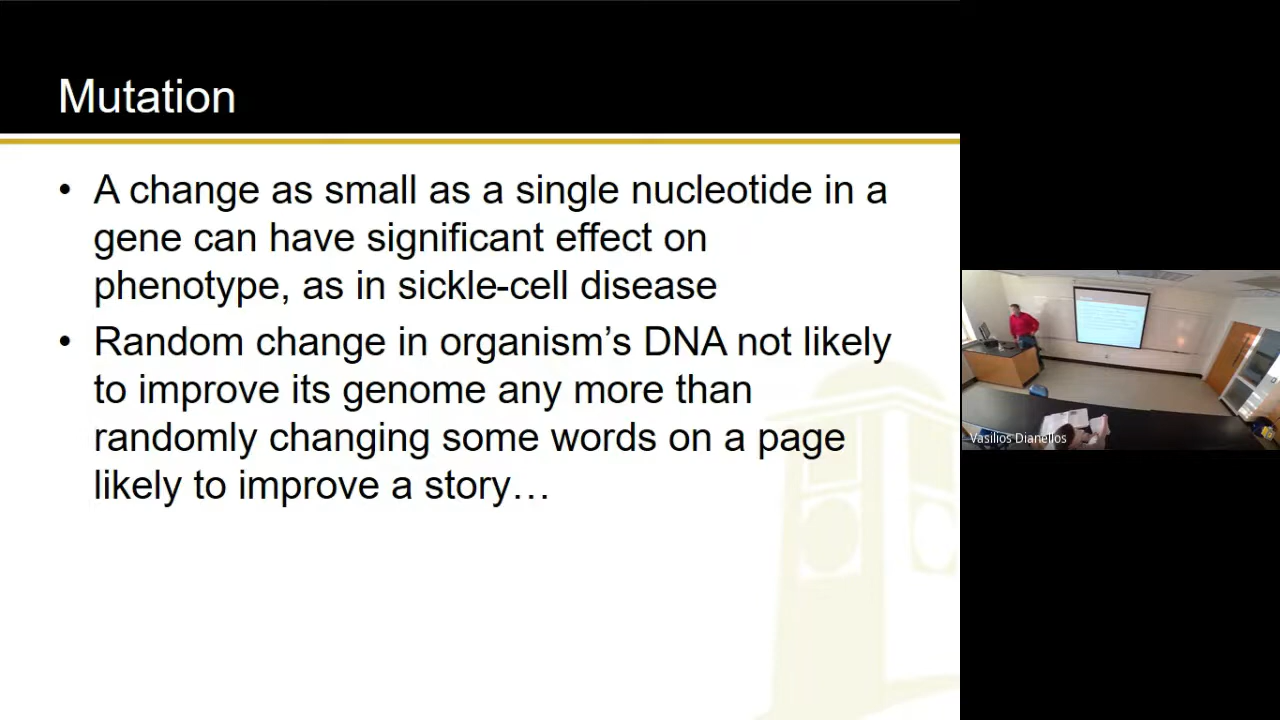 Mutation
• A change as small as a single nucleotide in a
gene can have significant effect on
phenotype, as in sickle-cell disease
• Random change in organism’s DNA not likely
to improve its genome any more than
randomly changing some words on a page
likely to improve a story…
Vasilios Dianellos